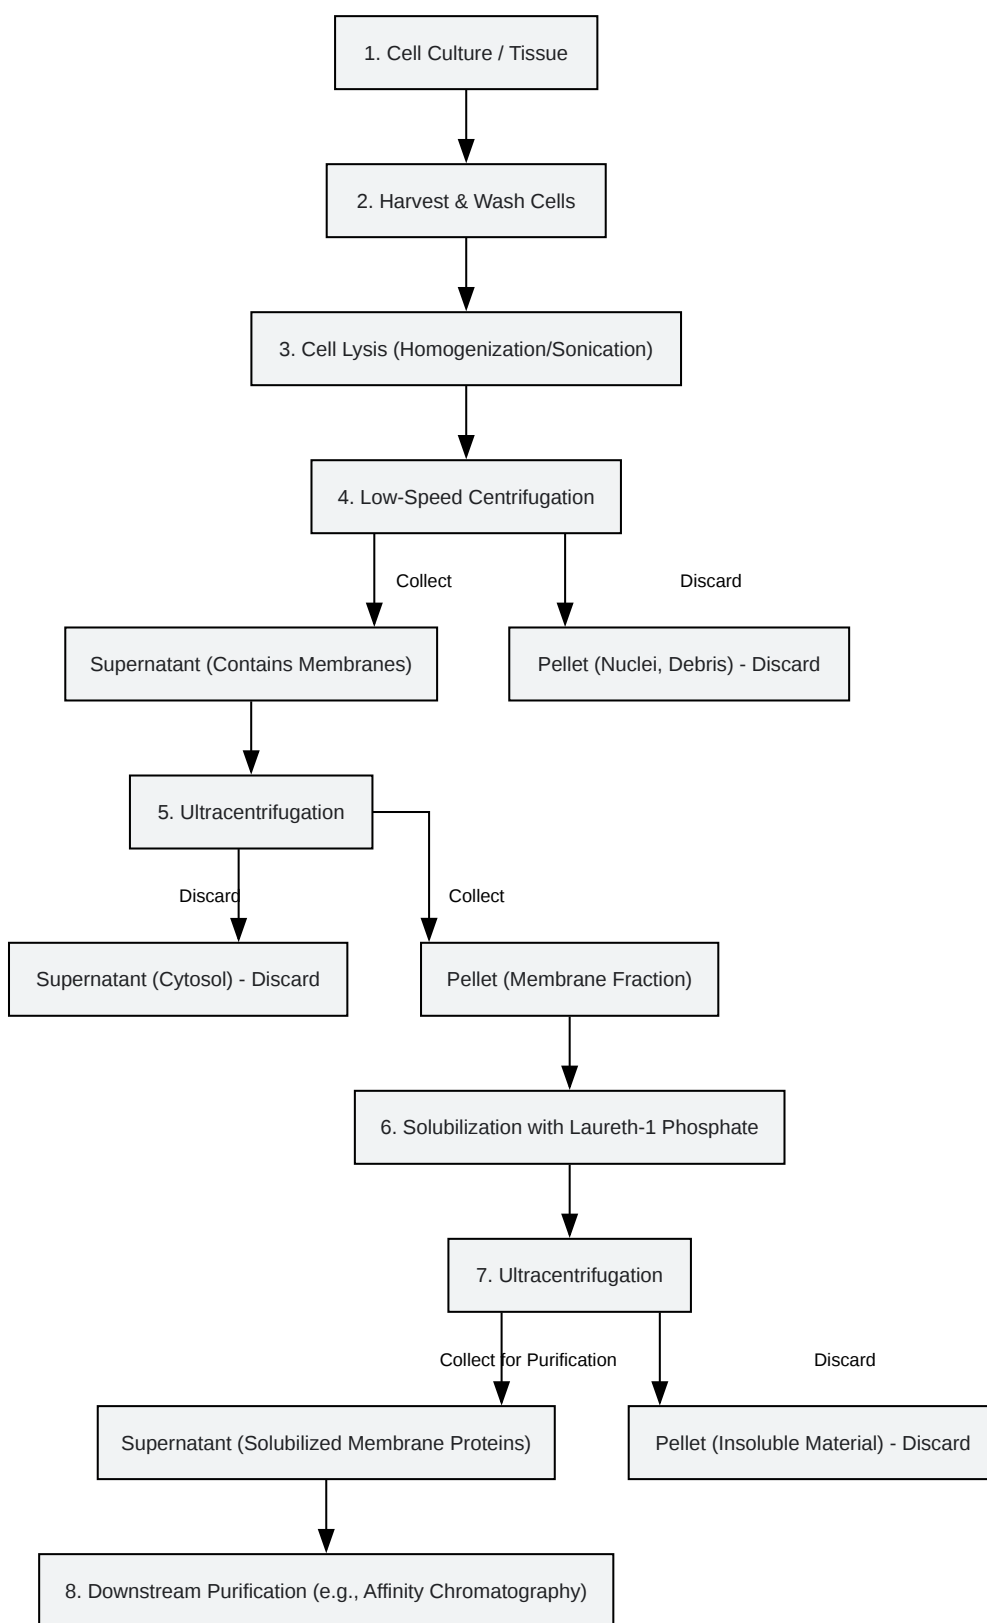 1. Cell Culture / Tissue
2. Harvest & Wash Cells
3. Cell Lysis (Homogenization/Sonication)
4. Low-Speed Centrifugation
Collect
Discard
Supernatant (Contains Membranes)
Pellet (Nuclei, Debris) - Discard
5. Ultracentrifugation
Discard
Collect
Supernatant (Cytosol) - Discard
Pellet (Membrane Fraction)
6. Solubilization with Laureth-1 Phosphate
7. Ultracentrifugation
Collect for Purification
Discard
Supernatant (Solubilized Membrane Proteins)
Pellet (Insoluble Material) - Discard
8. Downstream Purification (e.g., Affinity Chromatography)